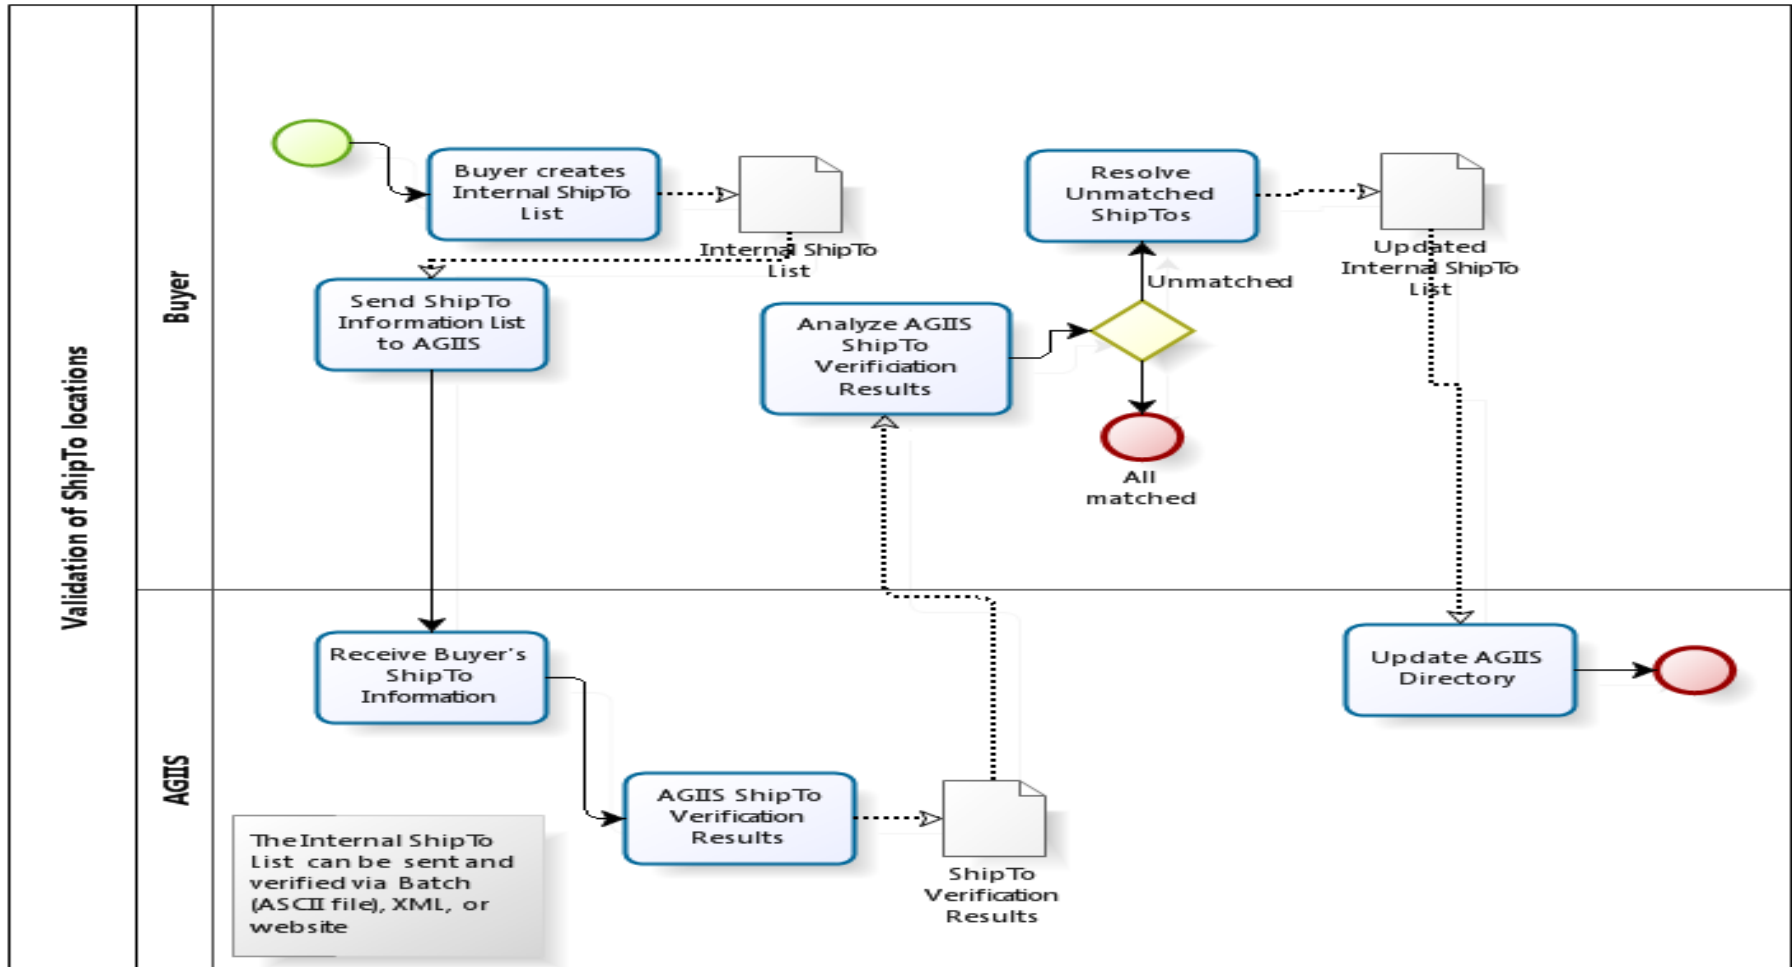 Validation of ShipTo locations
Buyer
Buyer creates
Internal ShipTo
List
Internal ShipTo
List
Send ShipTo
Information List
to AGIIS
Analyze AGIIS
ShipTo
Verificiation
Results
Resolve
Unmatched
ShipTos
Unmatched
All
matched
Updated
Internal ShipTo
List
AGIIS
Receive Buyer's
ShipTo
Information
AGIIS ShipTo
Verification
Results
ShipTo
Verification
Results
Update AGIIS
Directory
The Internal ShipTo
List can be sent and
verified via Batch
(ASCII file), XML, or
website